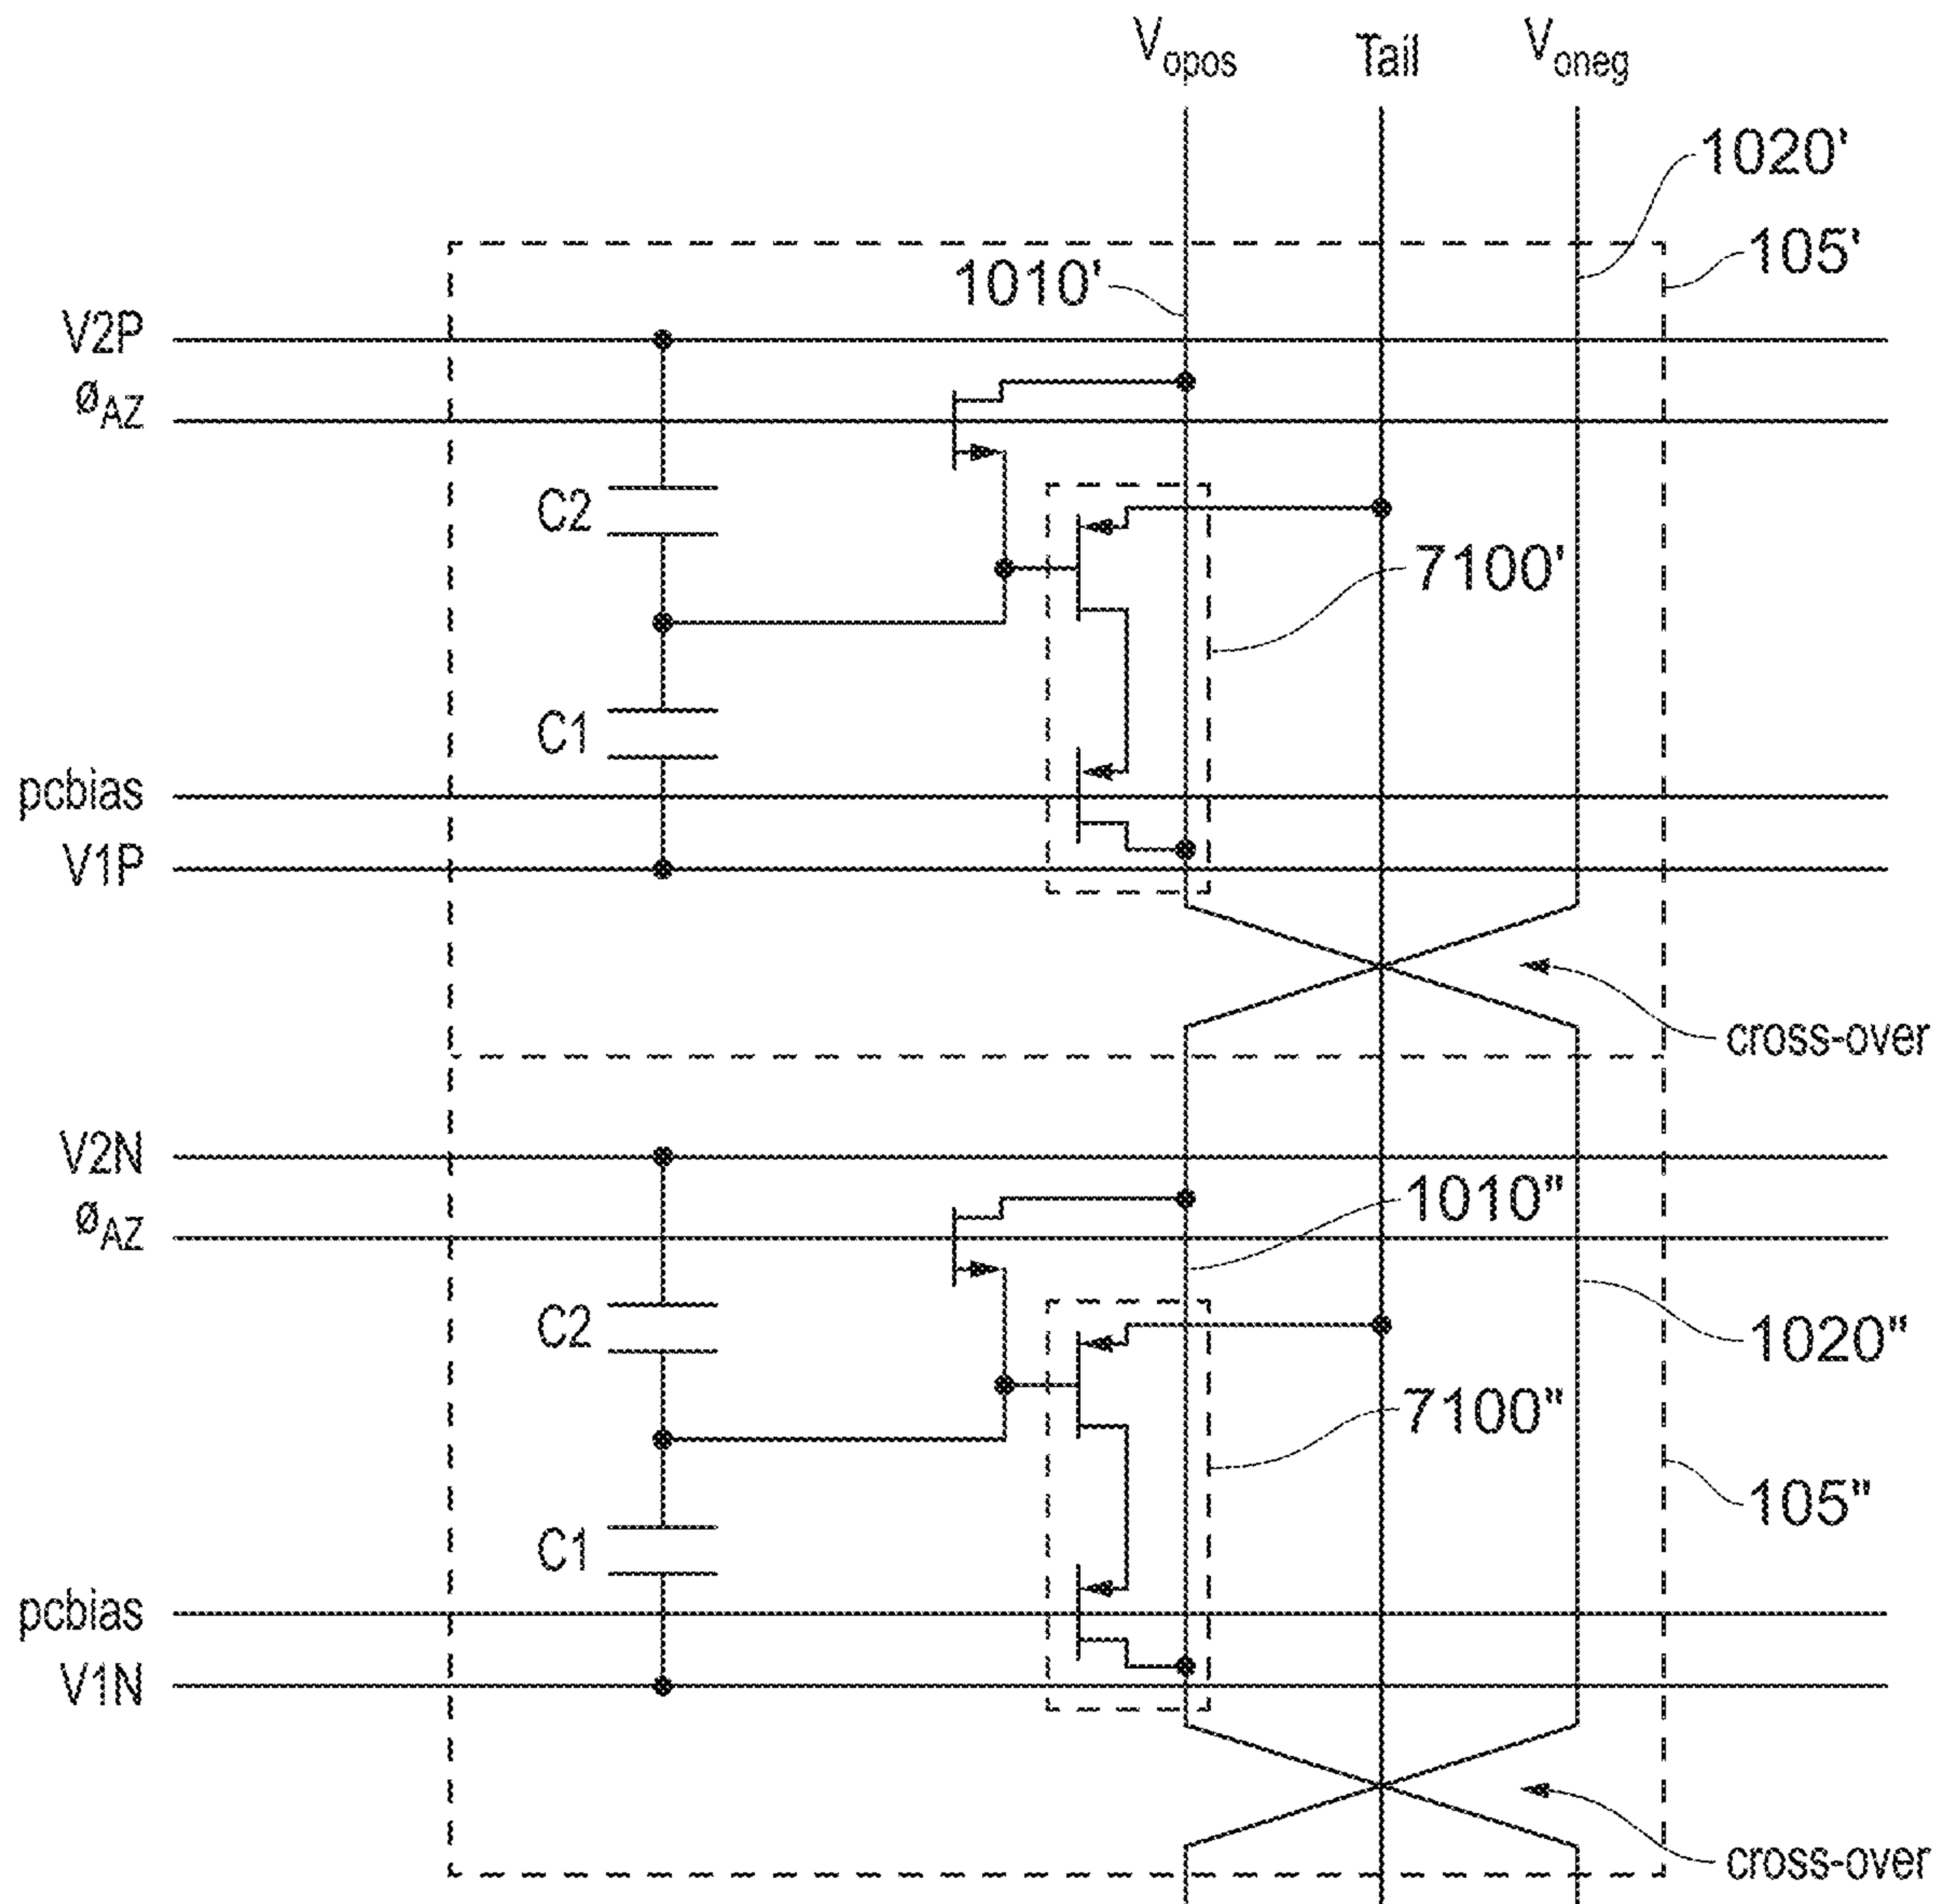 Vopos Tail Voneg
1020'
105'
1010'
V2P
øAZ
C2
7100'
C1
pcbias
V1P
cross-over
V2N
1010"
øAZ
C2
1020"
7100"
105"
C1
pcbias
V1N
cross-over